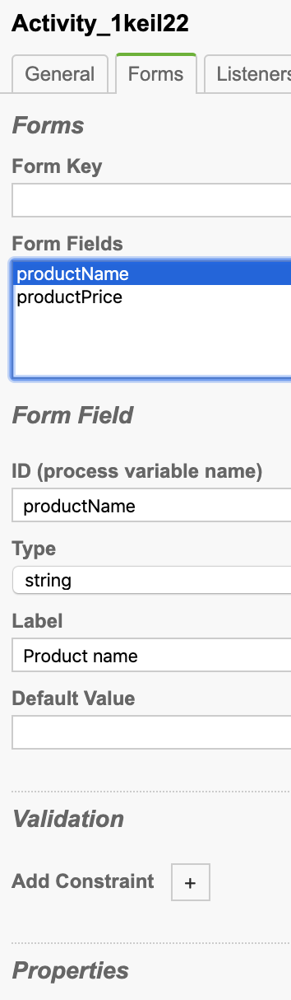 Activity_1keil22
General Forms Listeners
Forms
Form Key
Form Fields
productName
productPrice
Form Field
ID (process variable name)
productName
Type
string
Label
Product name
Default Value
Validation
Add Constraint +
Properties